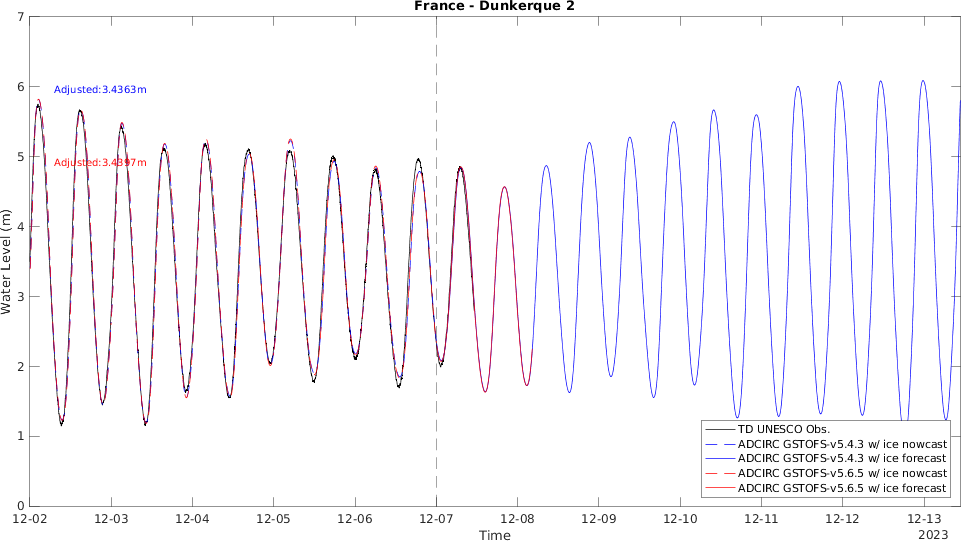 France - Dunkerque 2
7
6
5
4
3
2
1
0
Water Level (m)
Adjusted:3.4363m
Adjusted:3.4397m
12-02 12-03 12-04 12-05 12-06 12-07 12-08 12-09 12-10 12-11 12-12 12-13
Time
2023
TD UNESCO Obs.
ADCIRC GSTOFS-v5.4.3 w/ ice nowcast
ADCIRC GSTOFS-v5.4.3 w/ ice forecast
ADCIRC GSTOFS-v5.6.5 w/ ice nowcast
ADCIRC GSTOFS-v5.6.5 w/ ice forecast